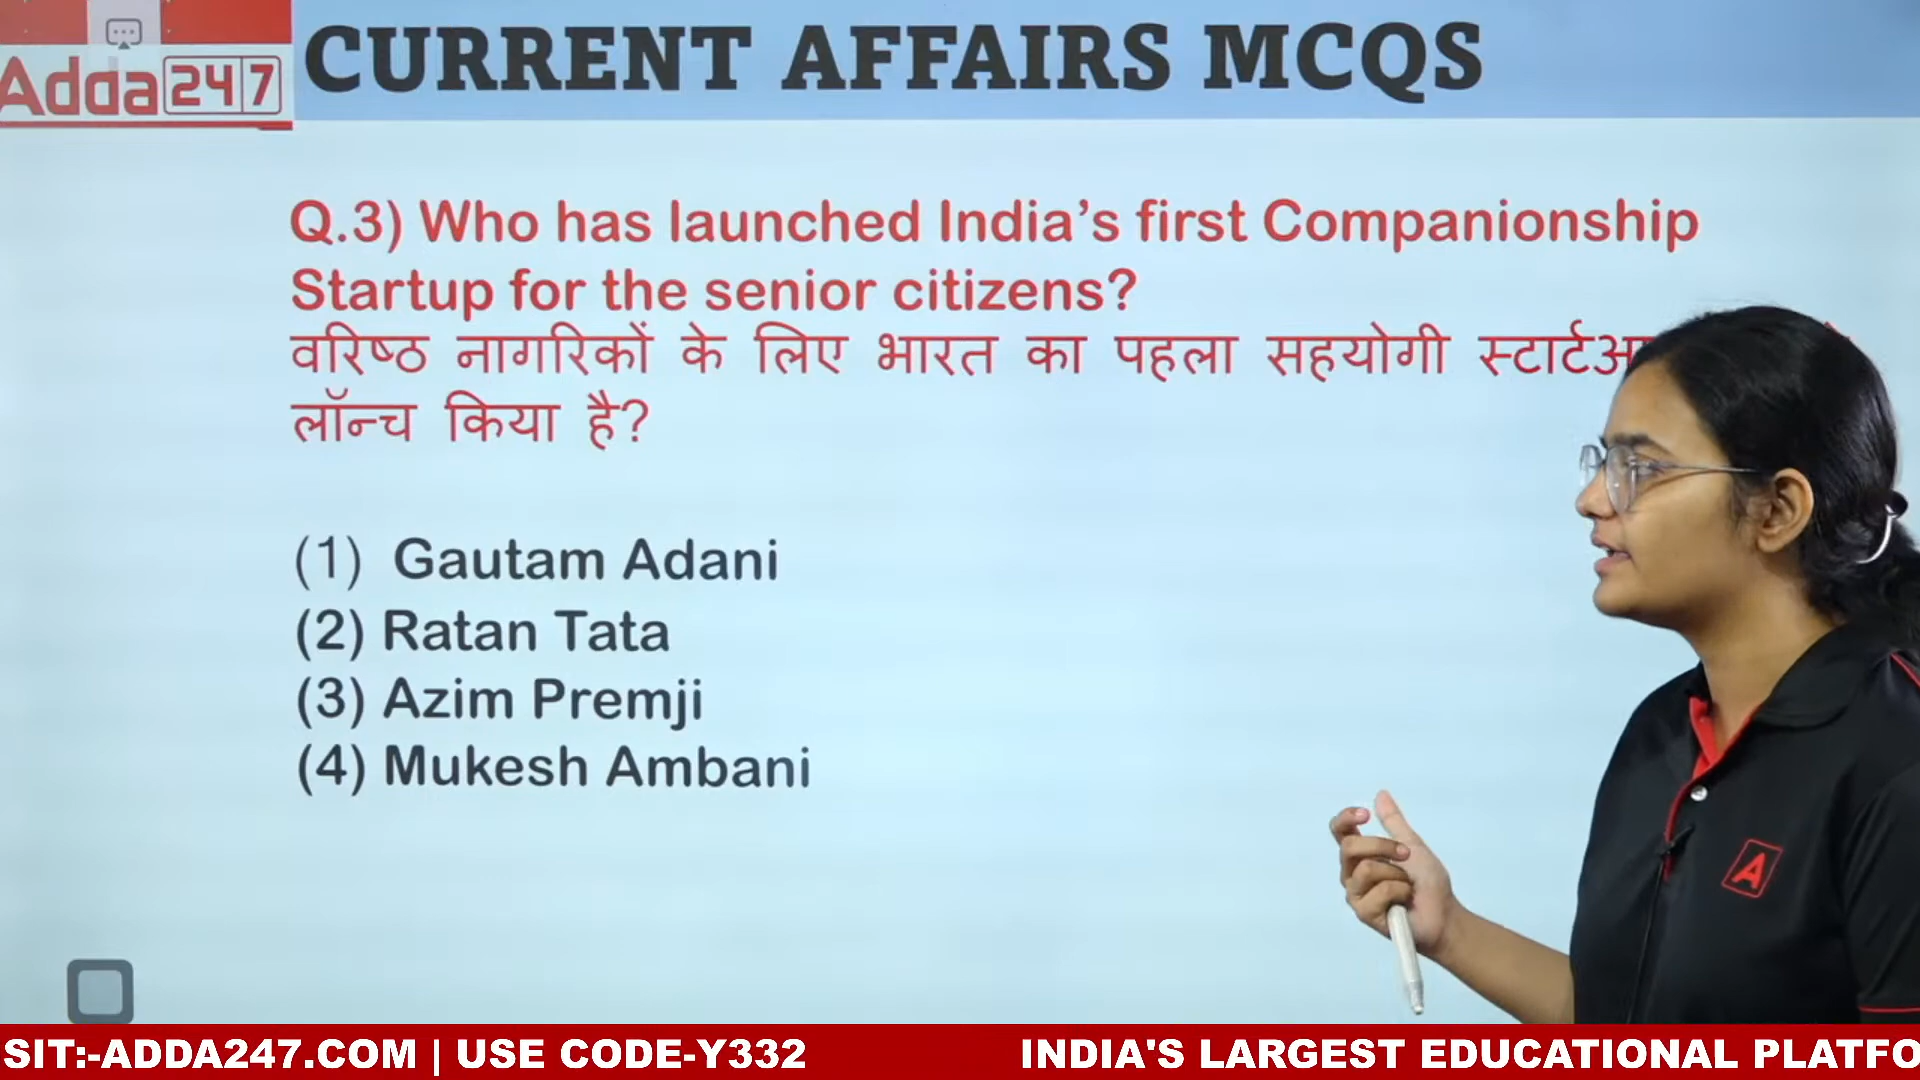 Adda247
CURRENT AFFAIRS MCQS
Q.3) Who has launched India's first Companionship
Startup for the senior citizens?
वरिष्ठ नागरिकों के लिए भारत का पहला सहयोगी
लॉन्च किया है?
(1) Gautam Adani
(2) Ratan Tata
(3) Azim Premji
(4) Mukesh Ambani
A
SIT:-ADDA247.COM | USE CODE-Y332
INDIA'S LARGEST EDUCATIONAL PLATFO